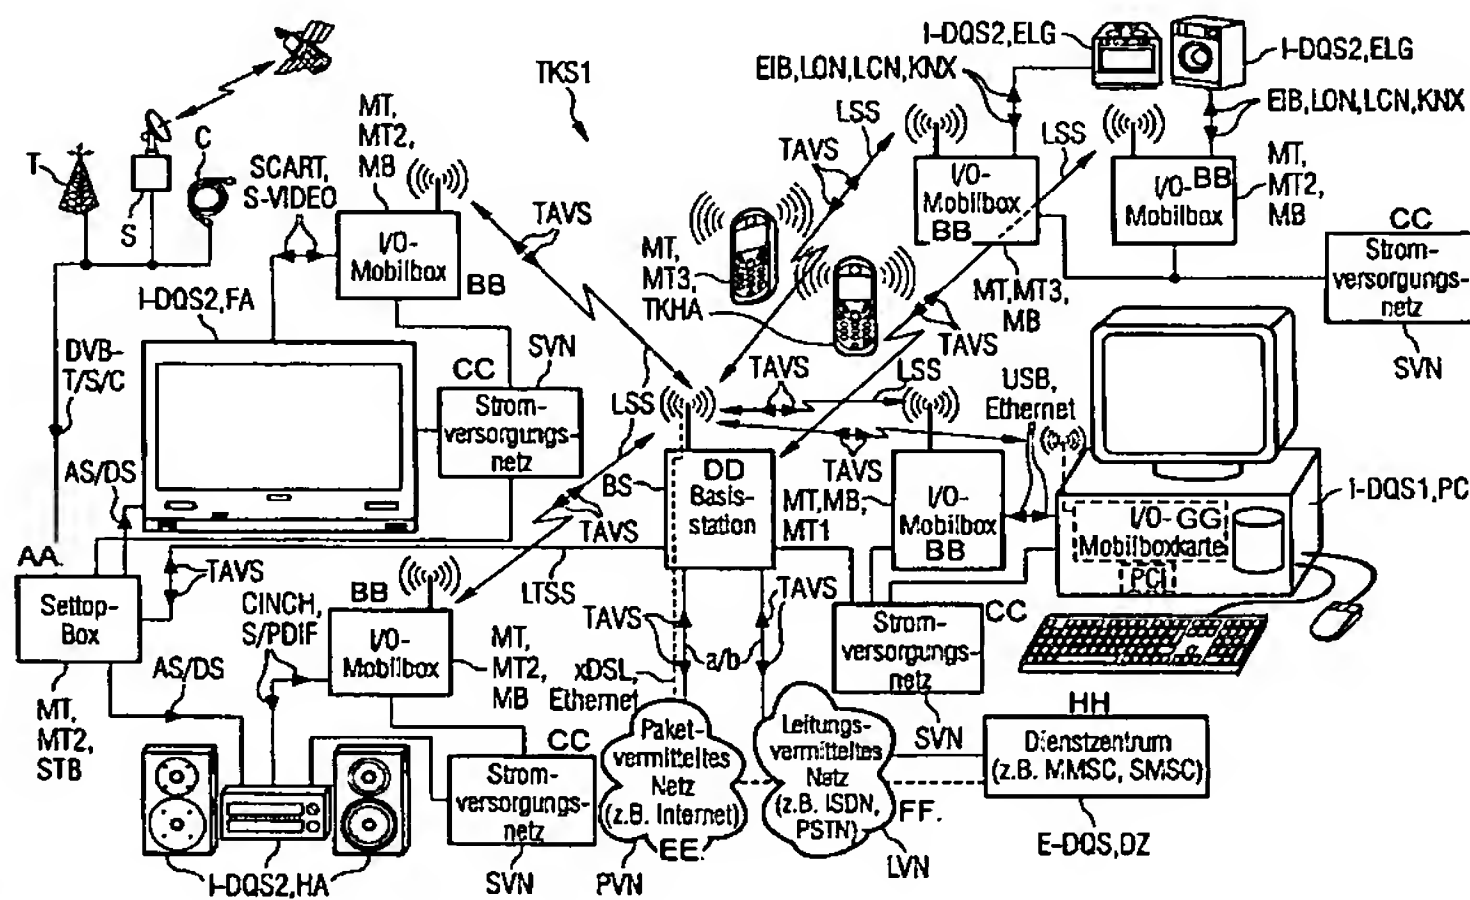 I-DQS2,ELG
I-DQS2,ELG
EIB,LON,LCN,KNX
EIB,LON,LCN,KNX
TKS1
MT,
MT2,
MB
LSS
TAVS
LSS
T
S
C
SCART,
S-VIDEO
I/O-
Mobilbox
BB
TAVS
I/O-
Mobilbox
BB
I/O-BB
Mobilbox
MT,
MT2,
MB
CC
Strom-
versorgungs-
netz
SVN
MT,
MT3,
TKHA
MT,MT3,
MB
TAVS
I-DQS2,FA
DVB-
T/S/C
SVN
CC
Strom-
versorgungs-
netz
LSS
TAVS
LSS
USB,
Ethernet
AS/DS
BS
DD
Basis-
station
TAVS
TAVS
MT,MB,
MT1
I/O-
Mobilbox
BB
I-DQS1,PC
I/O-GG
Mobilboxkarte
PCI
AA.
TAVS
Settop-
Box
CINCH,
S/PDIF
BB
LTSS
TAVS
TAVS
CC
Strom-
versorgungs-
netz
I/O-
Mobilbox
MT,
MT2,
MB
a/b
xDSL,
Ethernet
AS/DS
MT,
MT2,
STB
CC
Strom-
versorgungs-
netz
SVN
Paket-
vermitteltes
Netz
(z.B. Internet)
EE.
PVN
Leitungs-
vermitteltes
Netz
(z.B. ISDN,
PSTN)
FF.
LVN
SVN
HH
Dienstzentrum
(z.B. MMSC, SMSC)
E-DQS,DZ
I-DQS2,HA